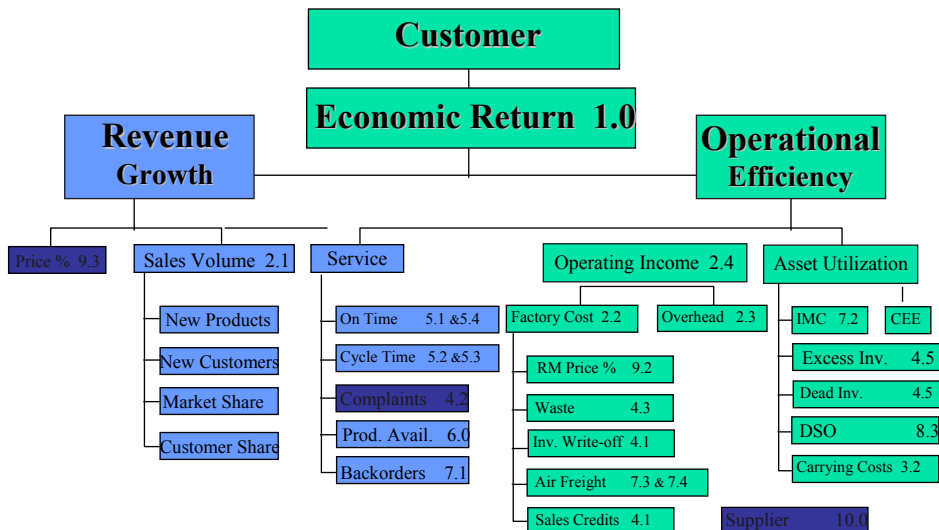 Customer
Economic Return 1.0
Revenue
Growth
Operational
Efficiency
Price % 9.3
Sales Volume 2.1
Service
Operating Income 2.4
Asset Utilization
New Products
New Customers
Market Share
Customer Share
On Time 5.1 &5.4
Cycle Time 5.2 &5.3
Complaints 4.2
Prod. Avail. 6.0
Backorders 7.1
Factory Cost 2.2
Overhead 2.3
RM Price % 9.2
Waste 4.3
Inv. Write-off 4.1
Air Freight 7.3 & 7.4
Sales Credits 4.1
IMC 7.2
CEE
Excess Inv. 4.5
Dead Inv. 4.5
DSO 8.3
Carrying Costs 3.2
Supplier 10.0